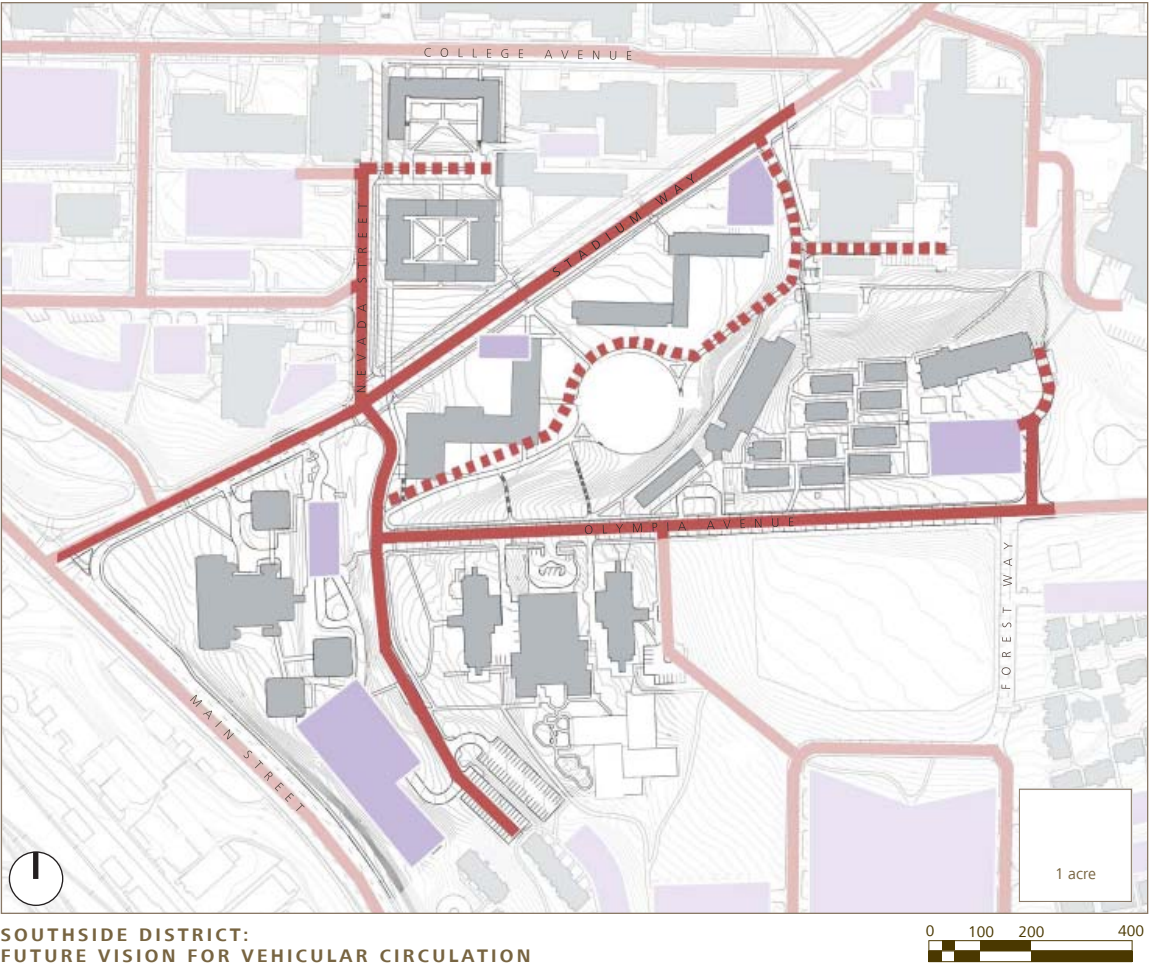 COLLEGE AVENUE
NEVADA STREET
STADIUM WAY
OLYMPIA AVENUE
FOREST WAY
MAIN STREET
1 acre
SOUTHSIDE DISTRICT:
FUTURE VISION FOR VEHICULAR CIRCULATION
0 100 200 400